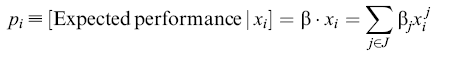 p_i ≡ [Expected performance | x_i] = β · x_i = ∑_{j∈J} β_j x_i^j